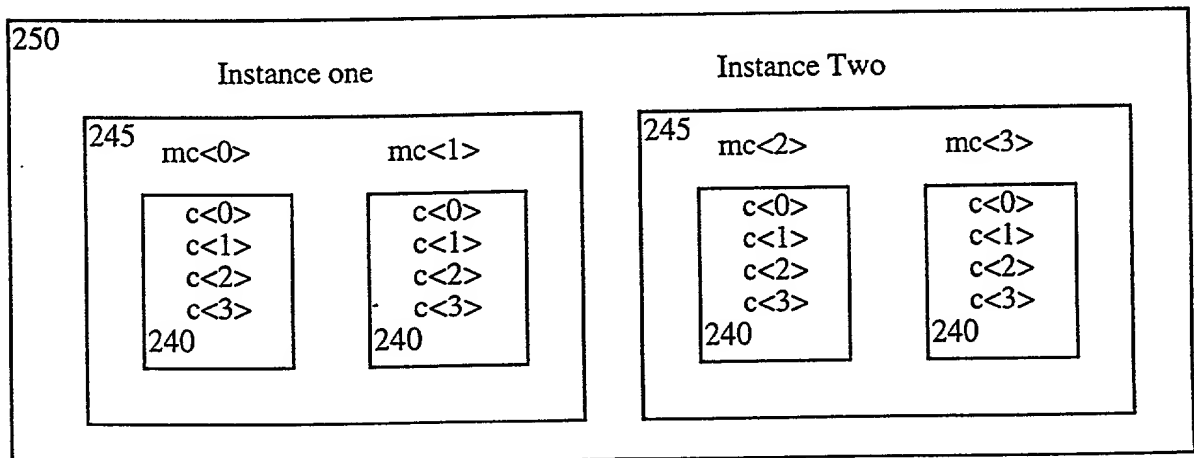 250
Instance one
Instance Two
245
mc<0>
mc<1>
c<0>
c<1>
c<2>
c<3>
240
c<0>
c<1>
c<2>
c<3>
240
245
mc<2>
mc<3>
c<0>
c<1>
c<2>
c<3>
240
c<0>
c<1>
c<2>
c<3>
240